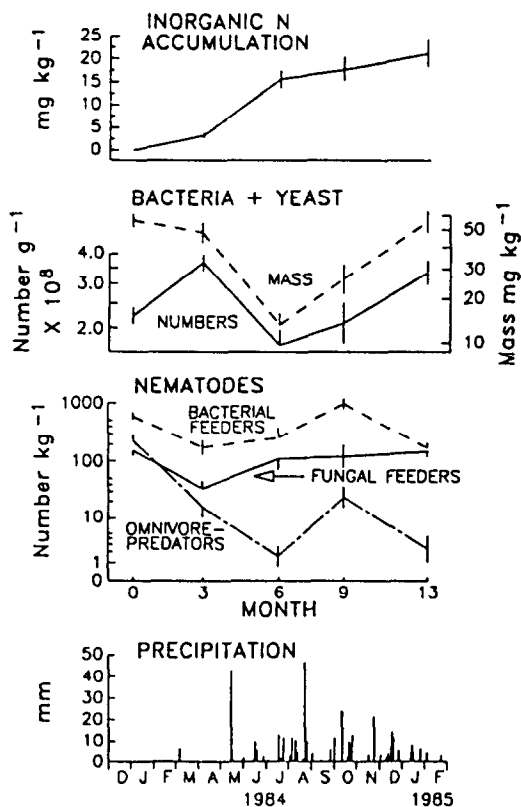 INORGANIC N
ACCUMULATION
mg kg⁻¹
25
20
15
10
5
0
BACTERIA + YEAST
Number g⁻¹
X 10⁸
4.0
3.0
2.0
MASS
NUMBERS
50
30
20
10
Mass mg kg⁻¹
NEMATODES
Number kg⁻¹
1000
100
10
1
0
BACTERIAL
FEEDERS
FUNGAL FEEDERS
OMNIVORE-
PREDATORS
0 3 6 9 13
MONTH
PRECIPITATION
mm
50
40
30
20
10
0
D J F M A M J J A S O N D J F
1984 1985